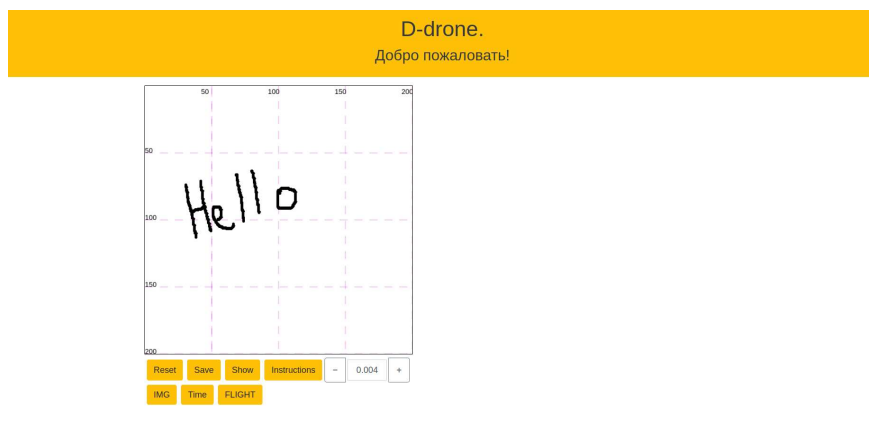 D-drone.
Добро пожаловать!
50 100 150 200
50
Hello
100
150
200
Reset Save Show Instructions − 0.004 +
IMG Time FLIGHT